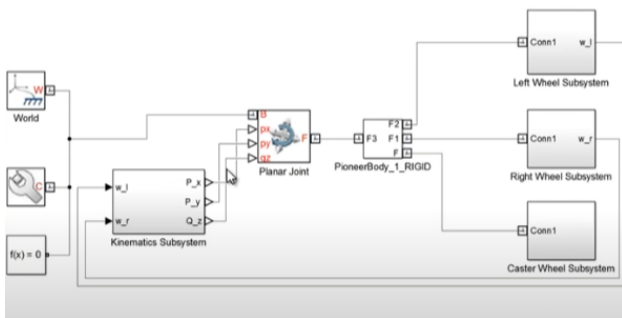 W
World
C
f(x) = 0
w_l
w_r
P_x
P_y
Q_z
Kinematics Subsystem
B
px
py
qz
F
Planar Joint
F3
F2
F1
F
PioneerBody_1_RIGID
Conn1
w_l
Left Wheel Subsystem
Conn1
w_r
Right Wheel Subsystem
Conn1
Caster Wheel Subsystem